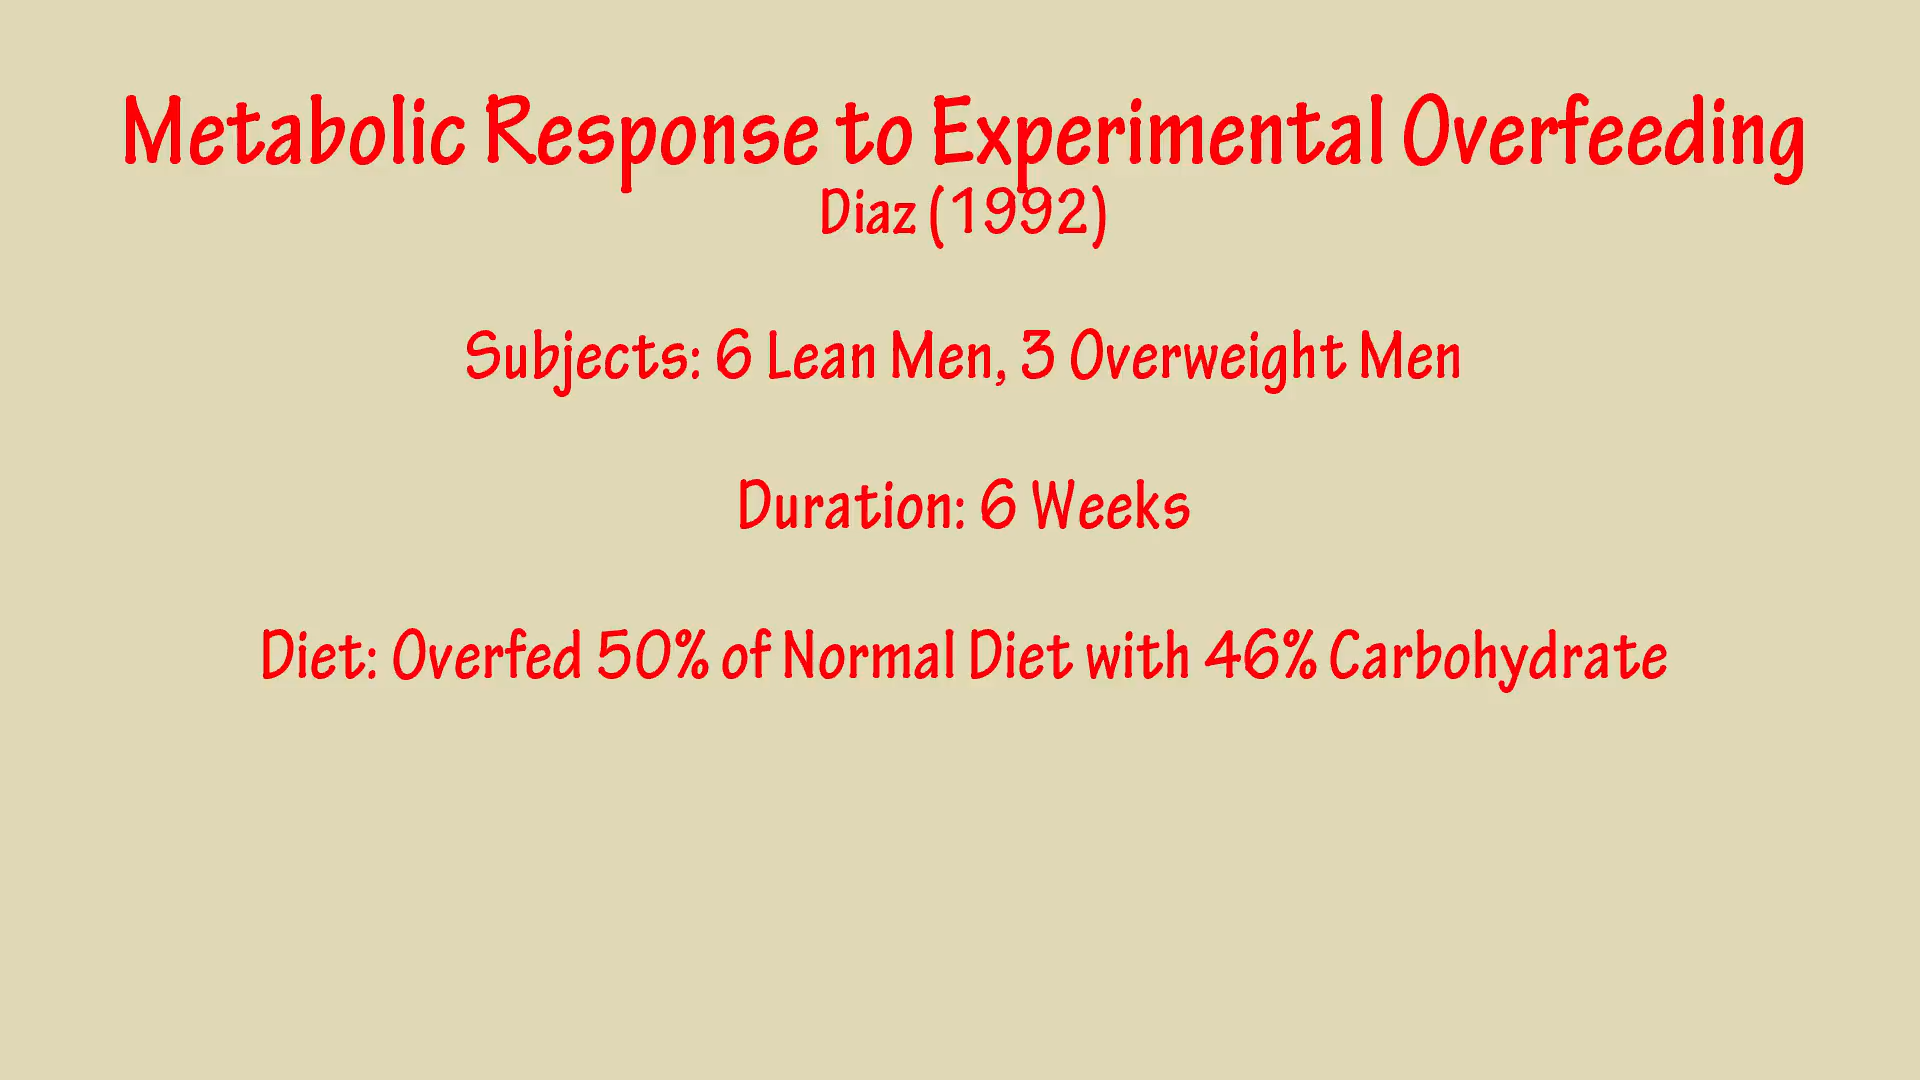 Metabolic Response to Experimental Overfeeding
Diaz (1992)
Subjects: 6 Lean Men, 3 Overweight Men
Duration: 6 Weeks
Diet: Overfed 50% of Normal Diet with 46% Carbohydrate